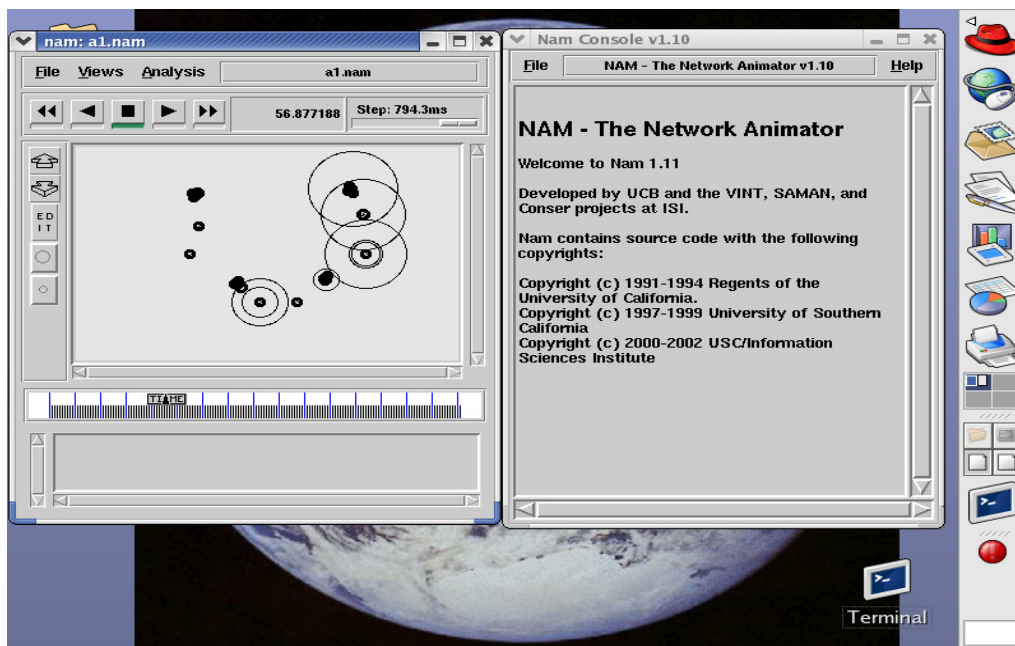 nam: a1.nam
File Views Analysis a1.nam
56.877188 Step: 794.3ms
ED
IT
TIME
Nam Console v1.10
File NAM - The Network Animator v1.10 Help
NAM - The Network Animator
Welcome to Nam 1.11
Developed by UCB and the VINT, SAMAN, and
Conser projects at ISI.
Nam contains source code with the following
copyrights:
Copyright (c) 1991-1994 Regents of the
University of California.
Copyright (c) 1997-1999 University of Southern
California
Copyright (c) 2000-2002 USC/Information
Sciences Institute
Terminal